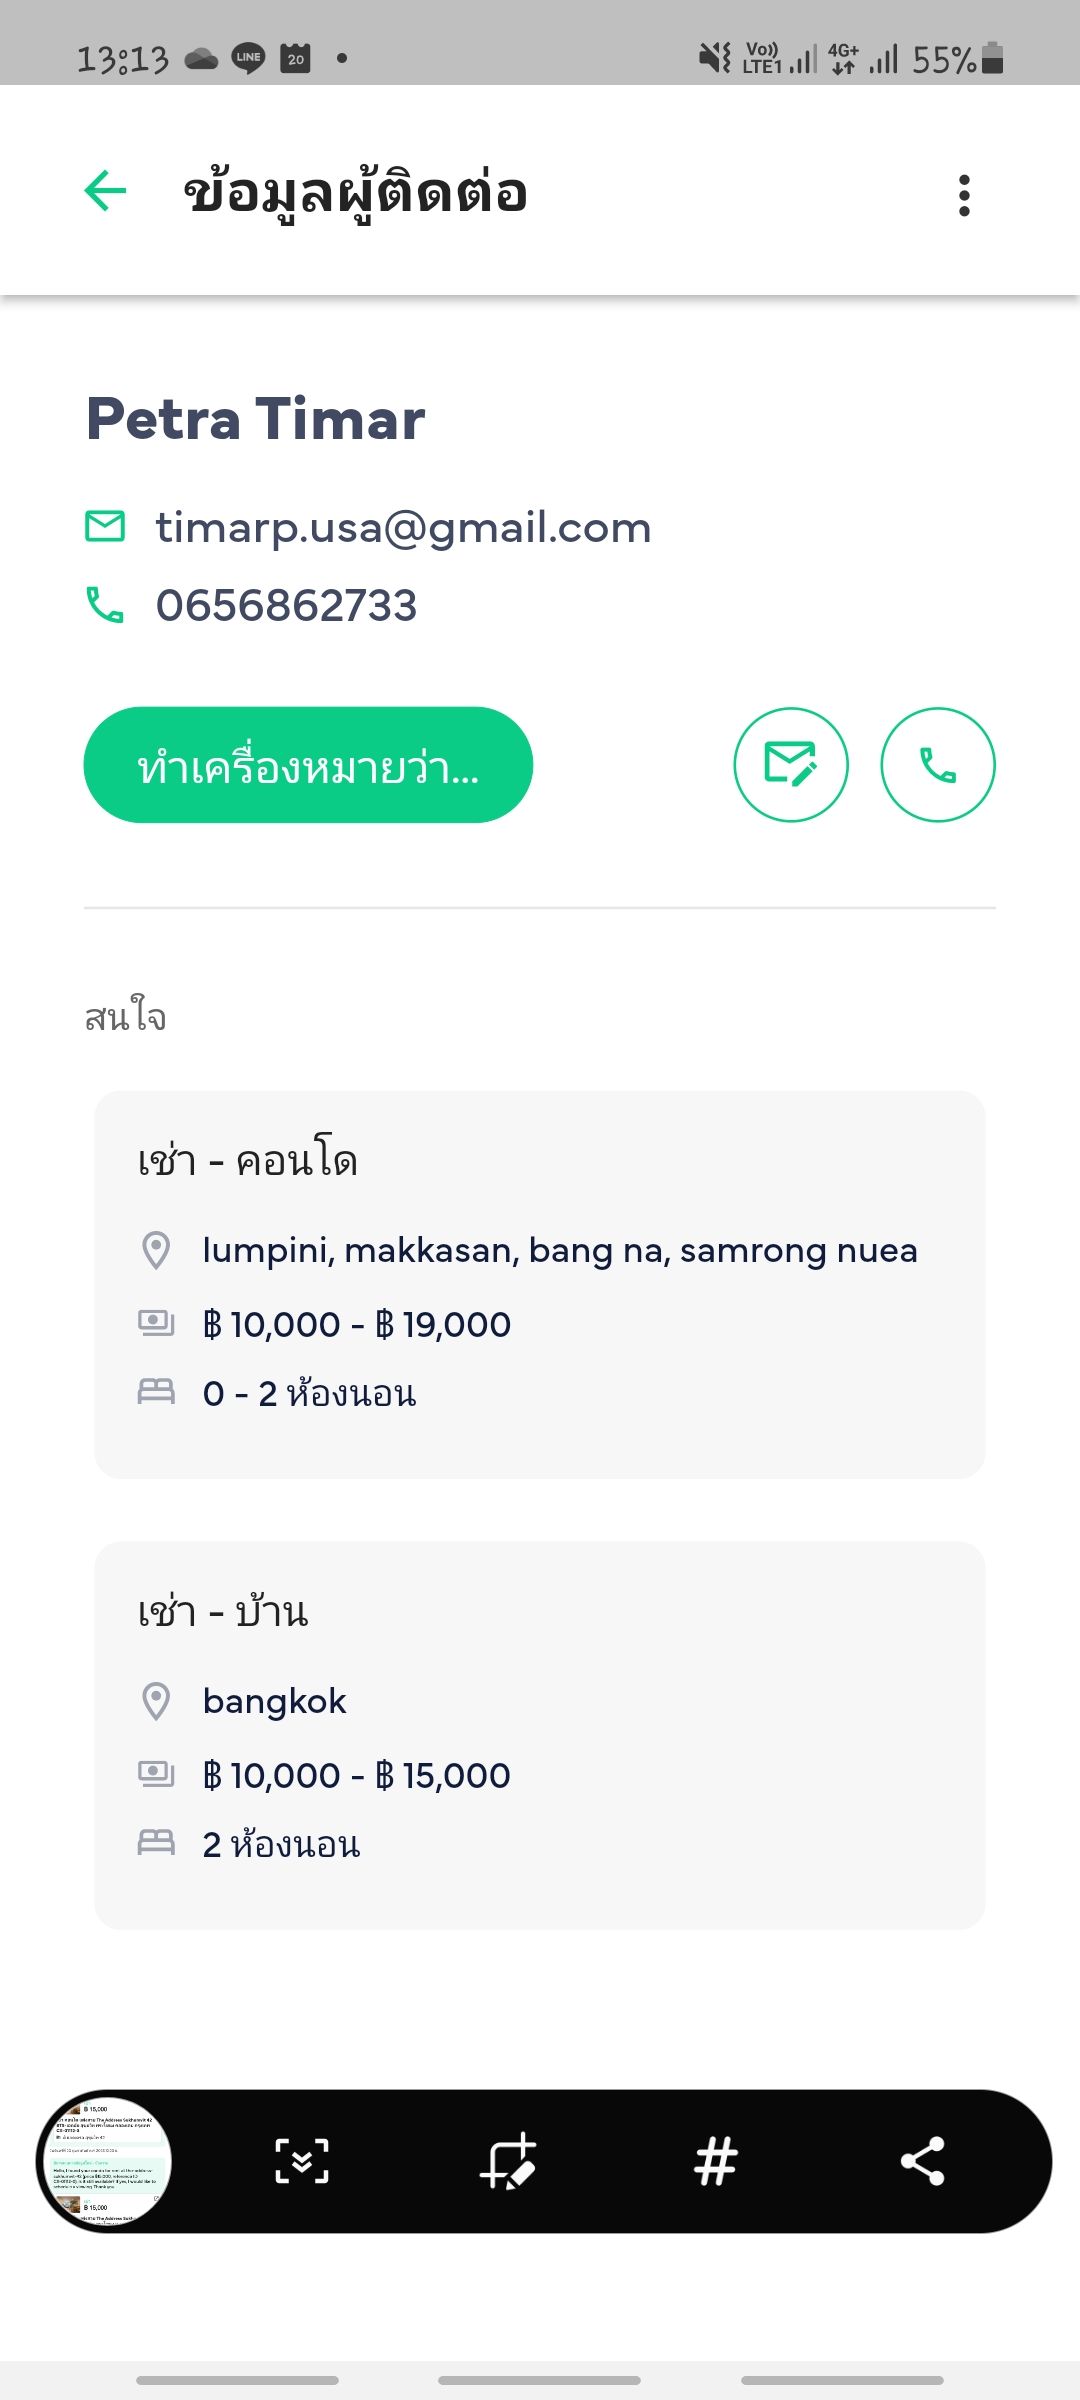 13:13 LINE 20 Vo)) LTE1 4G+ 55%
ข้อมูลผู้ติดต่อ
Petra Timar
timarp.usa@gmail.com
0656862733
ทำเครื่องหมายว่า...
สนใจ
เช่า - คอนโด
lumpini, makkasan, bang na, samrong nuea
฿ 10,000 - ฿ 19,000
0 - 2 ห้องนอน
เช่า - บ้าน
bangkok
฿ 10,000 - ฿ 15,000
2 ห้องนอน
฿ 15,000
#
฿ 15,000